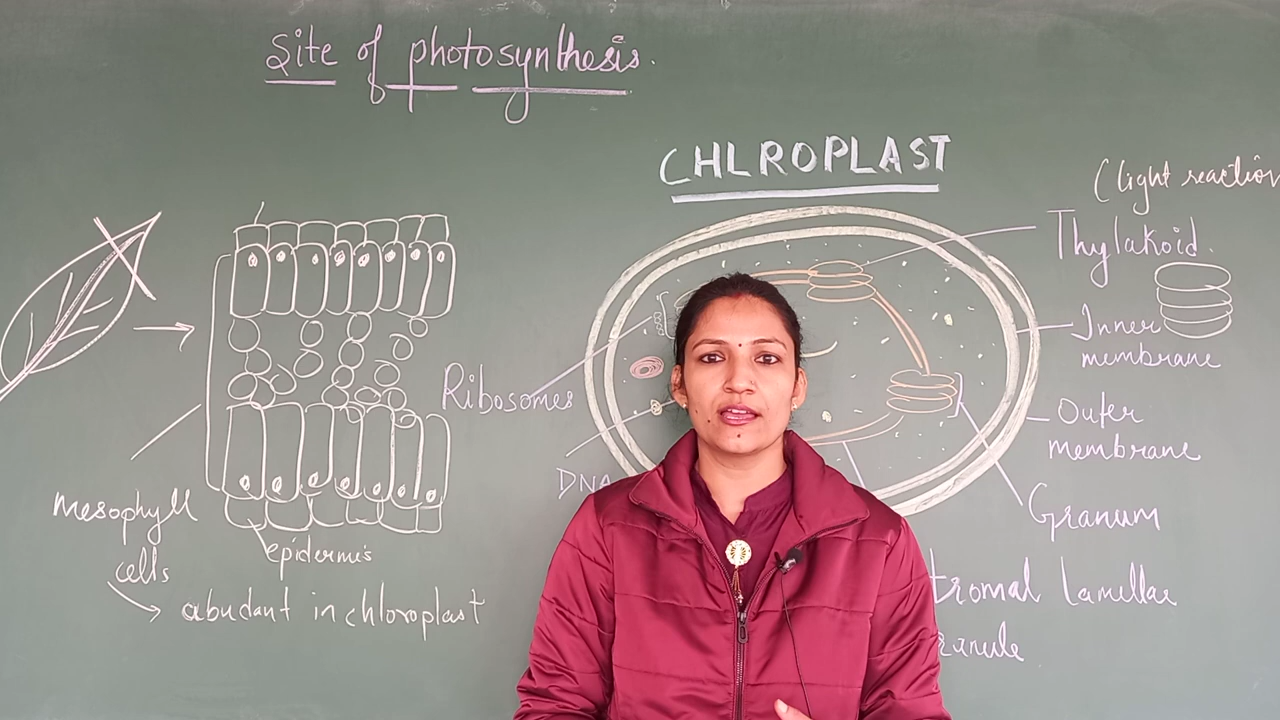 Site of photosynthesis.
CHLROPLAST
(light reaction
Thylakoid.
Inner
membrane
Outer
membrane
Granum
Ribosomes
DNA
tromal lamellae
ranule
mesophyll
cells
epidermis
abudant in chloroplast